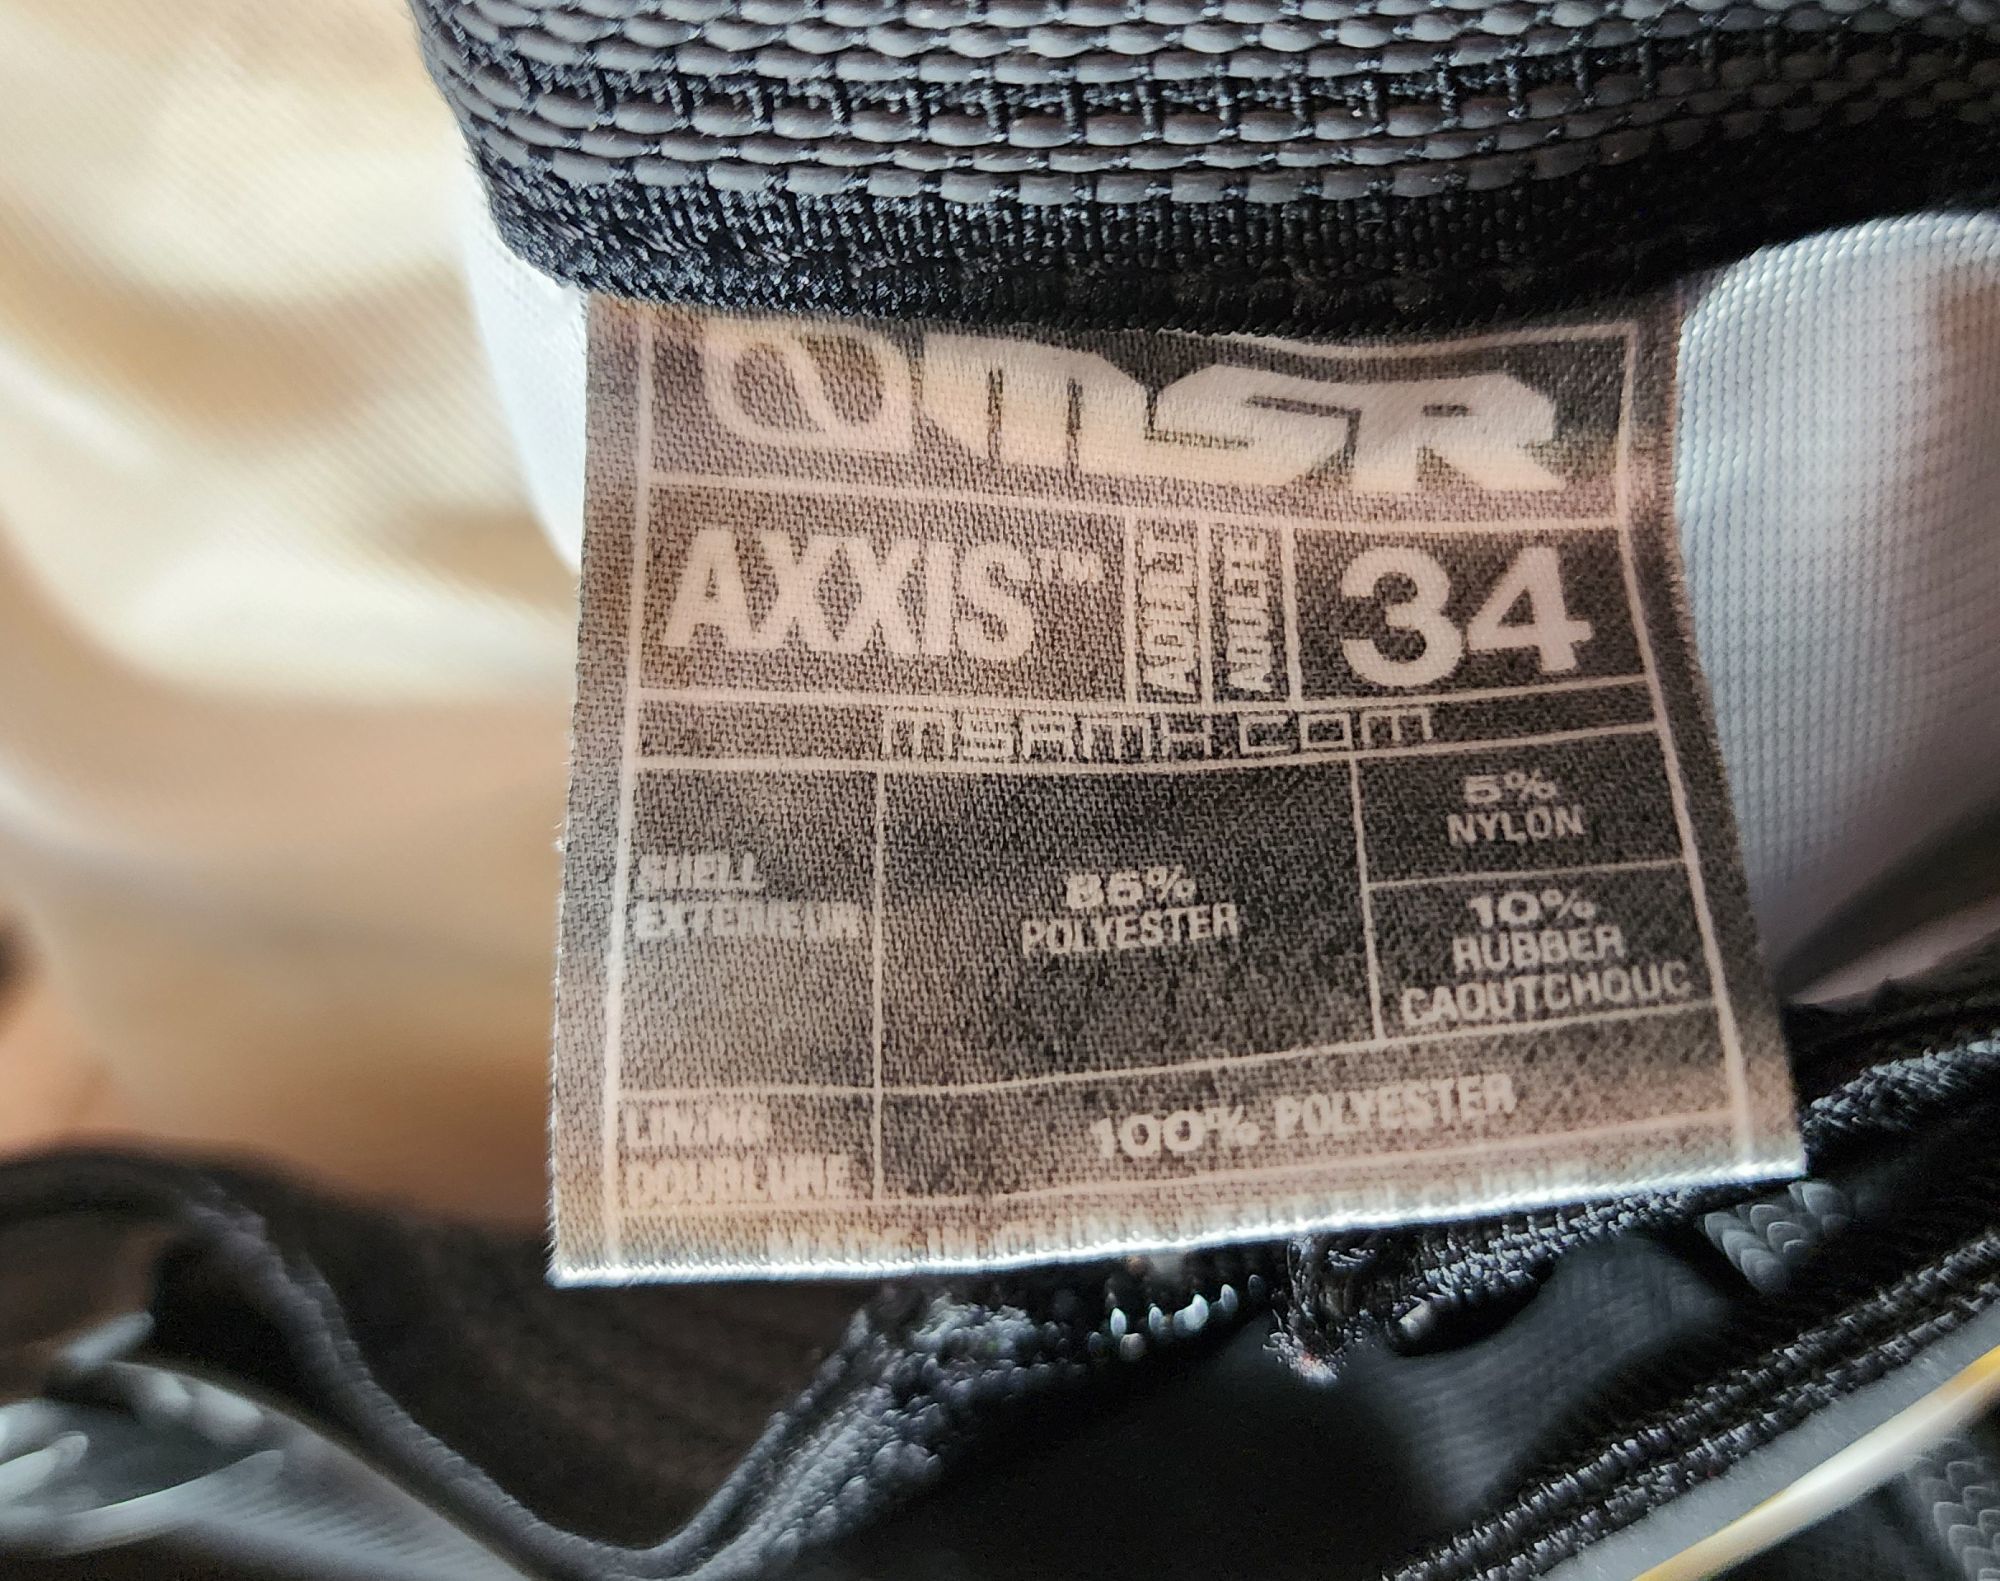 MSR
AXXIS™ ADULT ADULTE 34
msrmx.com
SHELL
EXTERIEUR
85%
POLYESTER
5%
NYLON
10%
RUBBER
CAOUTCHOUC
LINING
DOUBLURE
100% POLYESTER